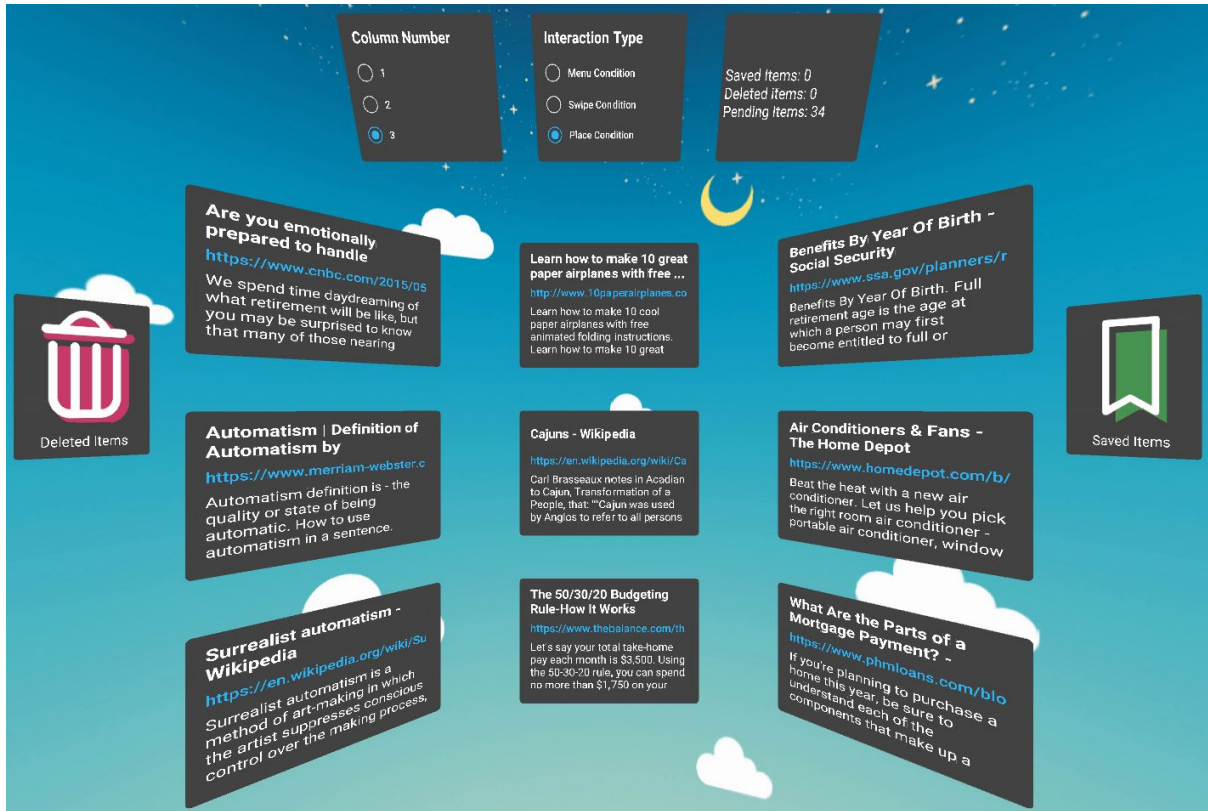 Column Number
1
2
3
Interaction Type
Menu Condition
Swipe Condition
Place Condition
Saved Items: 0
Deleted items: 0
Pending Items: 34
Are you emotionally
prepared to handle
https://www.cnbc.com/2015/05
We spend time daydreaming of
what retirement will be like, but
you may be surprised to know
that many of those nearing
Learn how to make 10 great
paper airplanes with free ...
http://www.10paperairplanes.co
Learn how to make 10 cool
paper airplanes with free
animated folding instructions.
Learn how to make 10 great
Benefits By Year Of Birth -
Social Security
https://www.ssa.gov/planners/r
Benefits By Year Of Birth. Full
retirement age is the age at
which a person may first
become entitled to full or
Deleted Items
Saved Items
Automatism | Definition of
Automatism by
https://www.merriam-webster.c
Automatism definition is - the
quality or state of being
automatic. How to use
automatism in a sentence.
Cajuns - Wikipedia
https://en.wikipedia.org/wiki/Ca
Carl Brasseaux notes in Acadian
to Cajun, Transformation of a
People, that: ""Cajun was used
by Anglos to refer to all persons
Air Conditioners & Fans -
The Home Depot
https://www.homedepot.com/b/
Beat the heat with a new air
conditioner. Let us help you pick
the right room air conditioner -
portable air conditioner, window
Surrealist automatism -
Wikipedia
https://en.wikipedia.org/wiki/Su
Surrealist automatism is a
method of art-making in which
the artist suppresses conscious
control over the making process,
The 50/30/20 Budgeting
Rule-How It Works
https://www.thebalance.com/th
Let's say your total take-home
pay each month is $3,500. Using
the 50-30-20 rule, you can spend
no more than $1,750 on your
What Are the Parts of a
Mortgage Payment? -
https://www.phmloans.com/blo
If you're planning to purchase a
home this year, be sure to
understand each of the
components that make up a